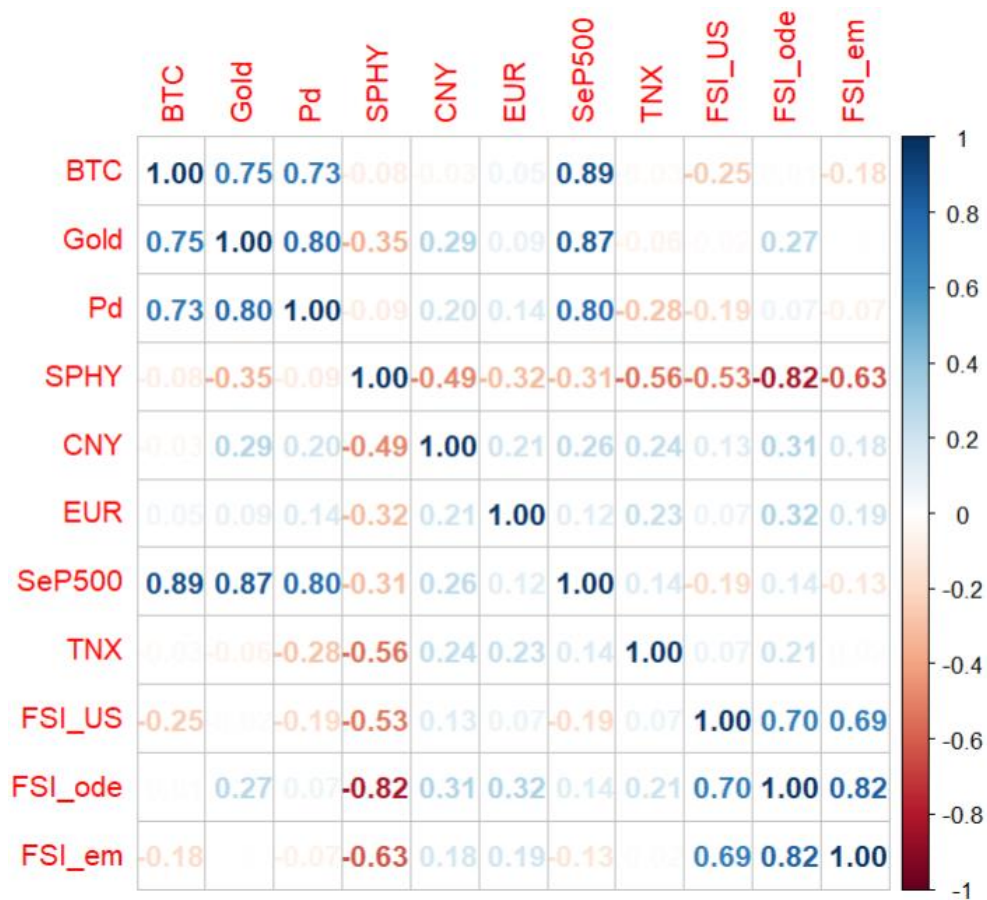 BTC Gold Pd SPHY CNY EUR SeP500 TNX FSI_US FSI_ode FSI_em
BTC 1.00 0.75 0.73 -0.08 -0.03 0.05 0.89 -0.25 -0.18
Gold 0.75 1.00 0.80 -0.35 0.29 0.09 0.87 -0.06 0.27
Pd 0.73 0.80 1.00 -0.09 0.20 0.14 0.80 -0.28 -0.19 0.07 -0.07
SPHY -0.08 -0.35 -0.09 1.00 -0.49 -0.32 -0.31 -0.56 -0.53 -0.82 -0.63
CNY -0.03 0.29 0.20 -0.49 1.00 0.21 0.26 0.24 0.13 0.31 0.18
EUR 0.05 0.09 0.14 -0.32 0.21 1.00 0.12 0.23 0.07 0.32 0.19
SeP500 0.89 0.87 0.80 -0.31 0.26 0.12 1.00 0.14 -0.19 0.14 -0.13
TNX -0.06 -0.28 -0.56 0.24 0.23 0.14 1.00 0.07 0.21
FSI_US -0.25 -0.19 -0.53 0.13 0.07 -0.19 0.07 1.00 0.70 0.69
FSI_ode 0.27 0.07 -0.82 0.31 0.32 0.14 0.21 0.70 1.00 0.82
FSI_em -0.18 -0.07 -0.63 0.18 0.19 -0.13 0.69 0.82 1.00
1
0.8
0.6
0.4
0.2
0
-0.2
-0.4
-0.6
-0.8
-1